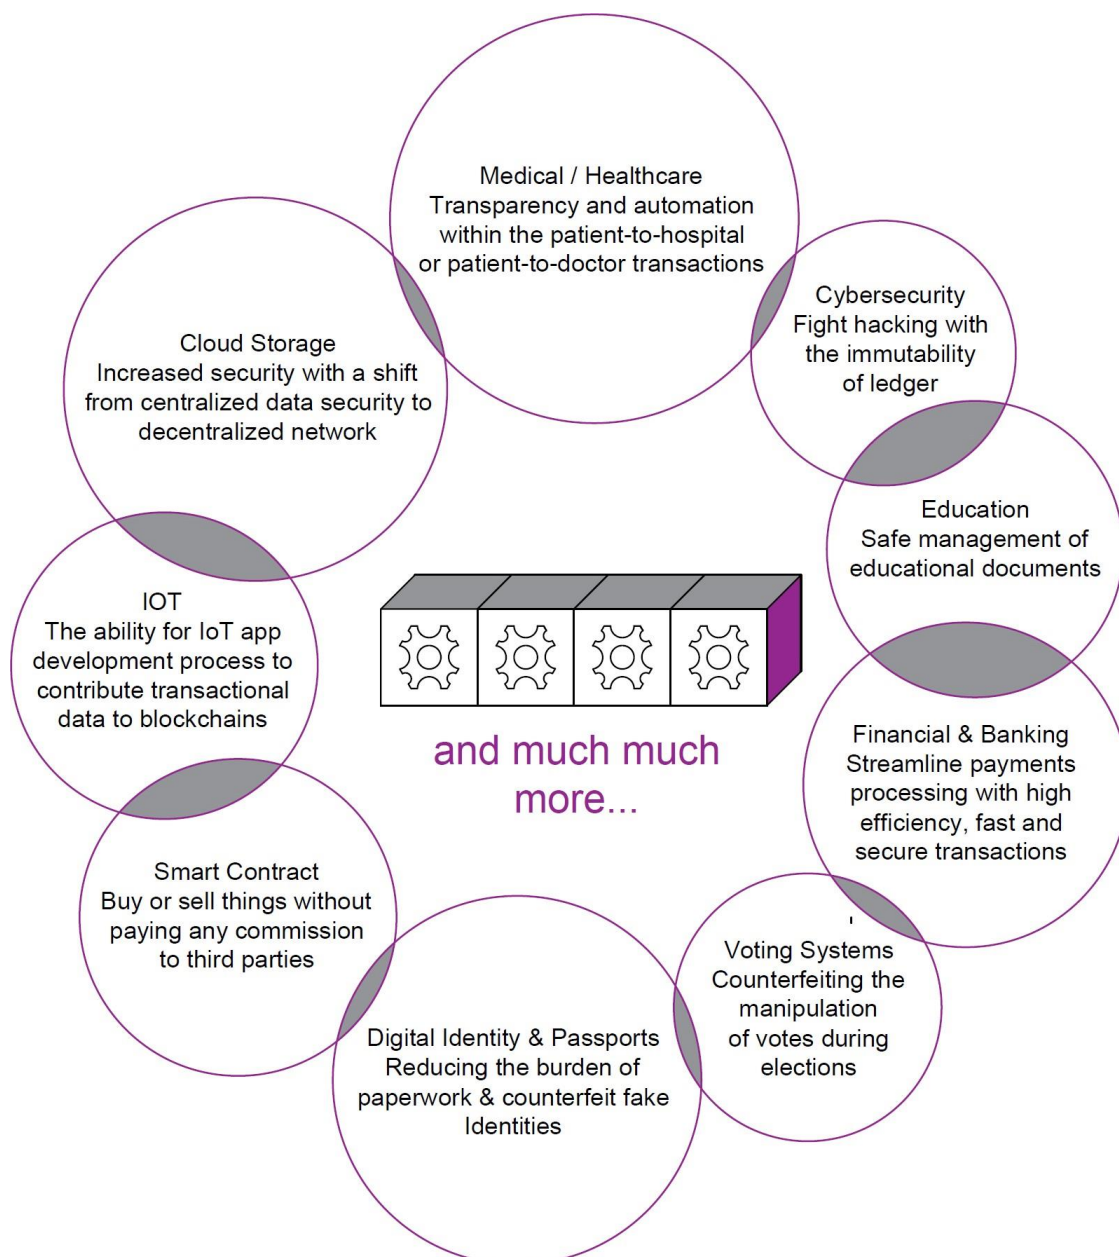 Medical / Healthcare
Transparency and automation
within the patient-to-hospital
or patient-to-doctor transactions
Cybersecurity
Fight hacking with
the immutability
of ledger
Education
Safe management of
educational documents
Financial & Banking
Streamline payments
processing with high
efficiency, fast and
secure transactions
Voting Systems
Counterfeiting the
manipulation
of votes during
elections
Digital Identity & Passports
Reducing the burden of
paperwork & counterfeit fake
Identities
Smart Contract
Buy or sell things without
paying any commission
to third parties
IOT
The ability for IoT app
development process to
contribute transactional
data to blockchains
Cloud Storage
Increased security with a shift
from centralized data security to
decentralized network
and much much
more...